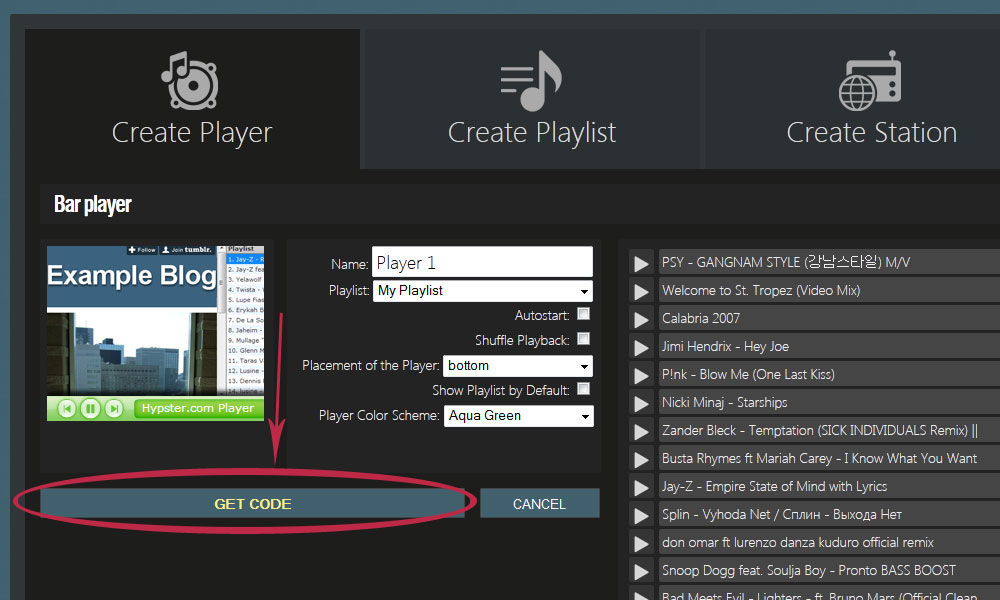 Create Player
Create Playlist
Create Station
Bar player
Follow
Join tumblr.
Example Blog
Playlist
1. Jay-Z - R
2. Jay-Z fea
3. Yelawolf
4. Twista -
5. Lupe Fias
6. Erykah B
7. De La So
8. Jaheim -
9. Mullage
10. Glenn M
11. Taras V
12. Lusine -
13. Dennis
Hypster.com Player
Name: Player 1
Playlist: My Playlist
Autostart:
Shuffle Playback:
Placement of the Player: bottom
Show Playlist by Default:
Player Color Scheme: Aqua Green
GET CODE
CANCEL
PSY - GANGNAM STYLE (강남스타일) M/V
Welcome to St. Tropez (Video Mix)
Calabria 2007
Jimi Hendrix - Hey Joe
P!nk - Blow Me (One Last Kiss)
Nicki Minaj - Starships
Zander Bleck - Temptation (SICK INDIVIDUALS Remix) ||
Busta Rhymes ft Mariah Carey - I Know What You Want
Jay-Z - Empire State of Mind with Lyrics
Splin - Vyhoda Net / Сплин - Выхода Нет
don omar ft lurenzo danza kuduro official remix
Snoop Dogg feat. Soulja Boy - Pronto BASS BOOST
Bad Meets Evil - Lighters - ft. Bruno Mars (Official Clean